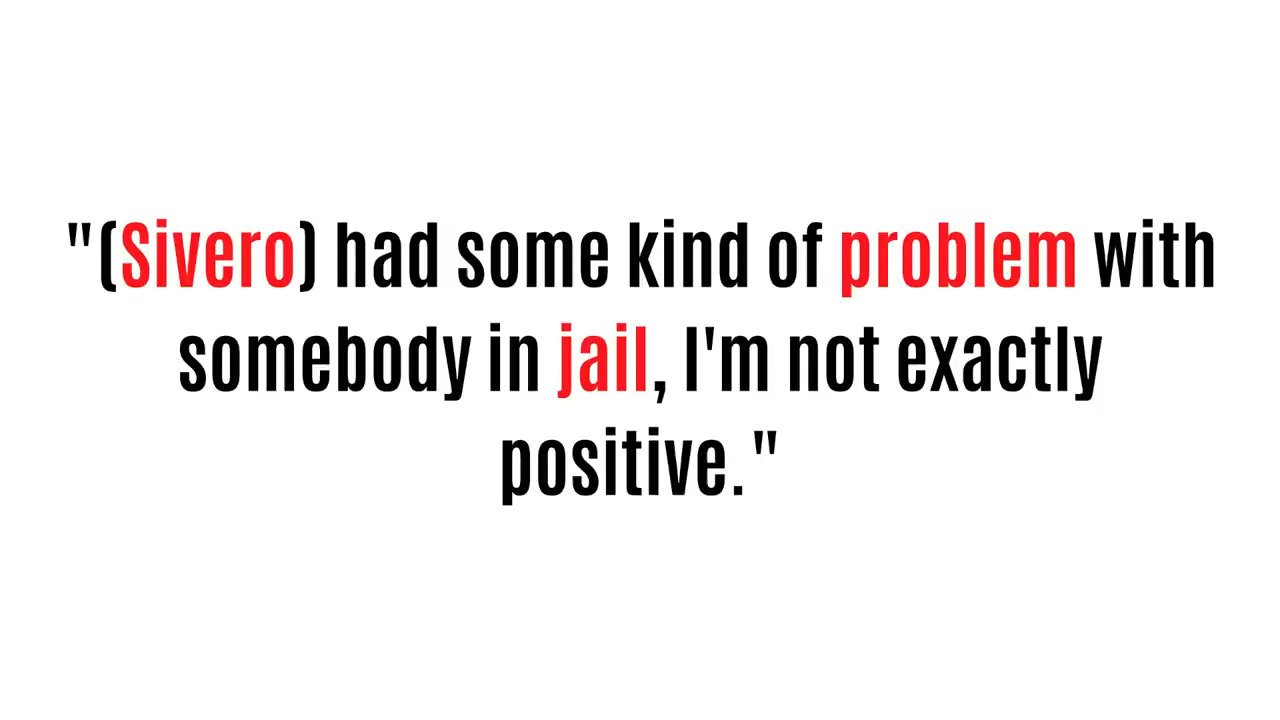 "(Sivero) had some kind of problem with
somebody in jail, I'm not exactly
positive."